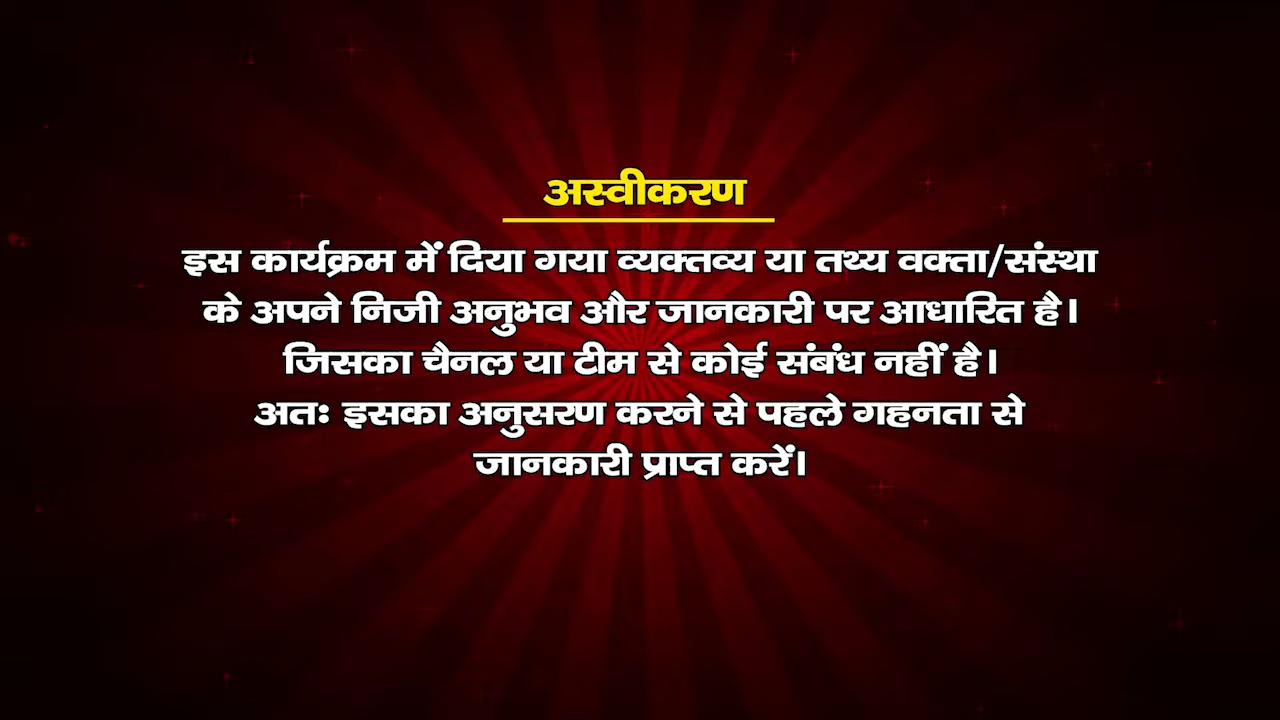 अस्वीकरण
इस कार्यक्रम में दिया गया व्यक्तव्य या तथ्य वक्ता/संस्था
के अपने निजी अनुभव और जानकारी पर आधारित है।
जिसका चैनल या टीम से कोई संबंध नहीं है।
अतः इसका अनुसरण करने से पहले गहनता से
जानकारी प्राप्त करें।